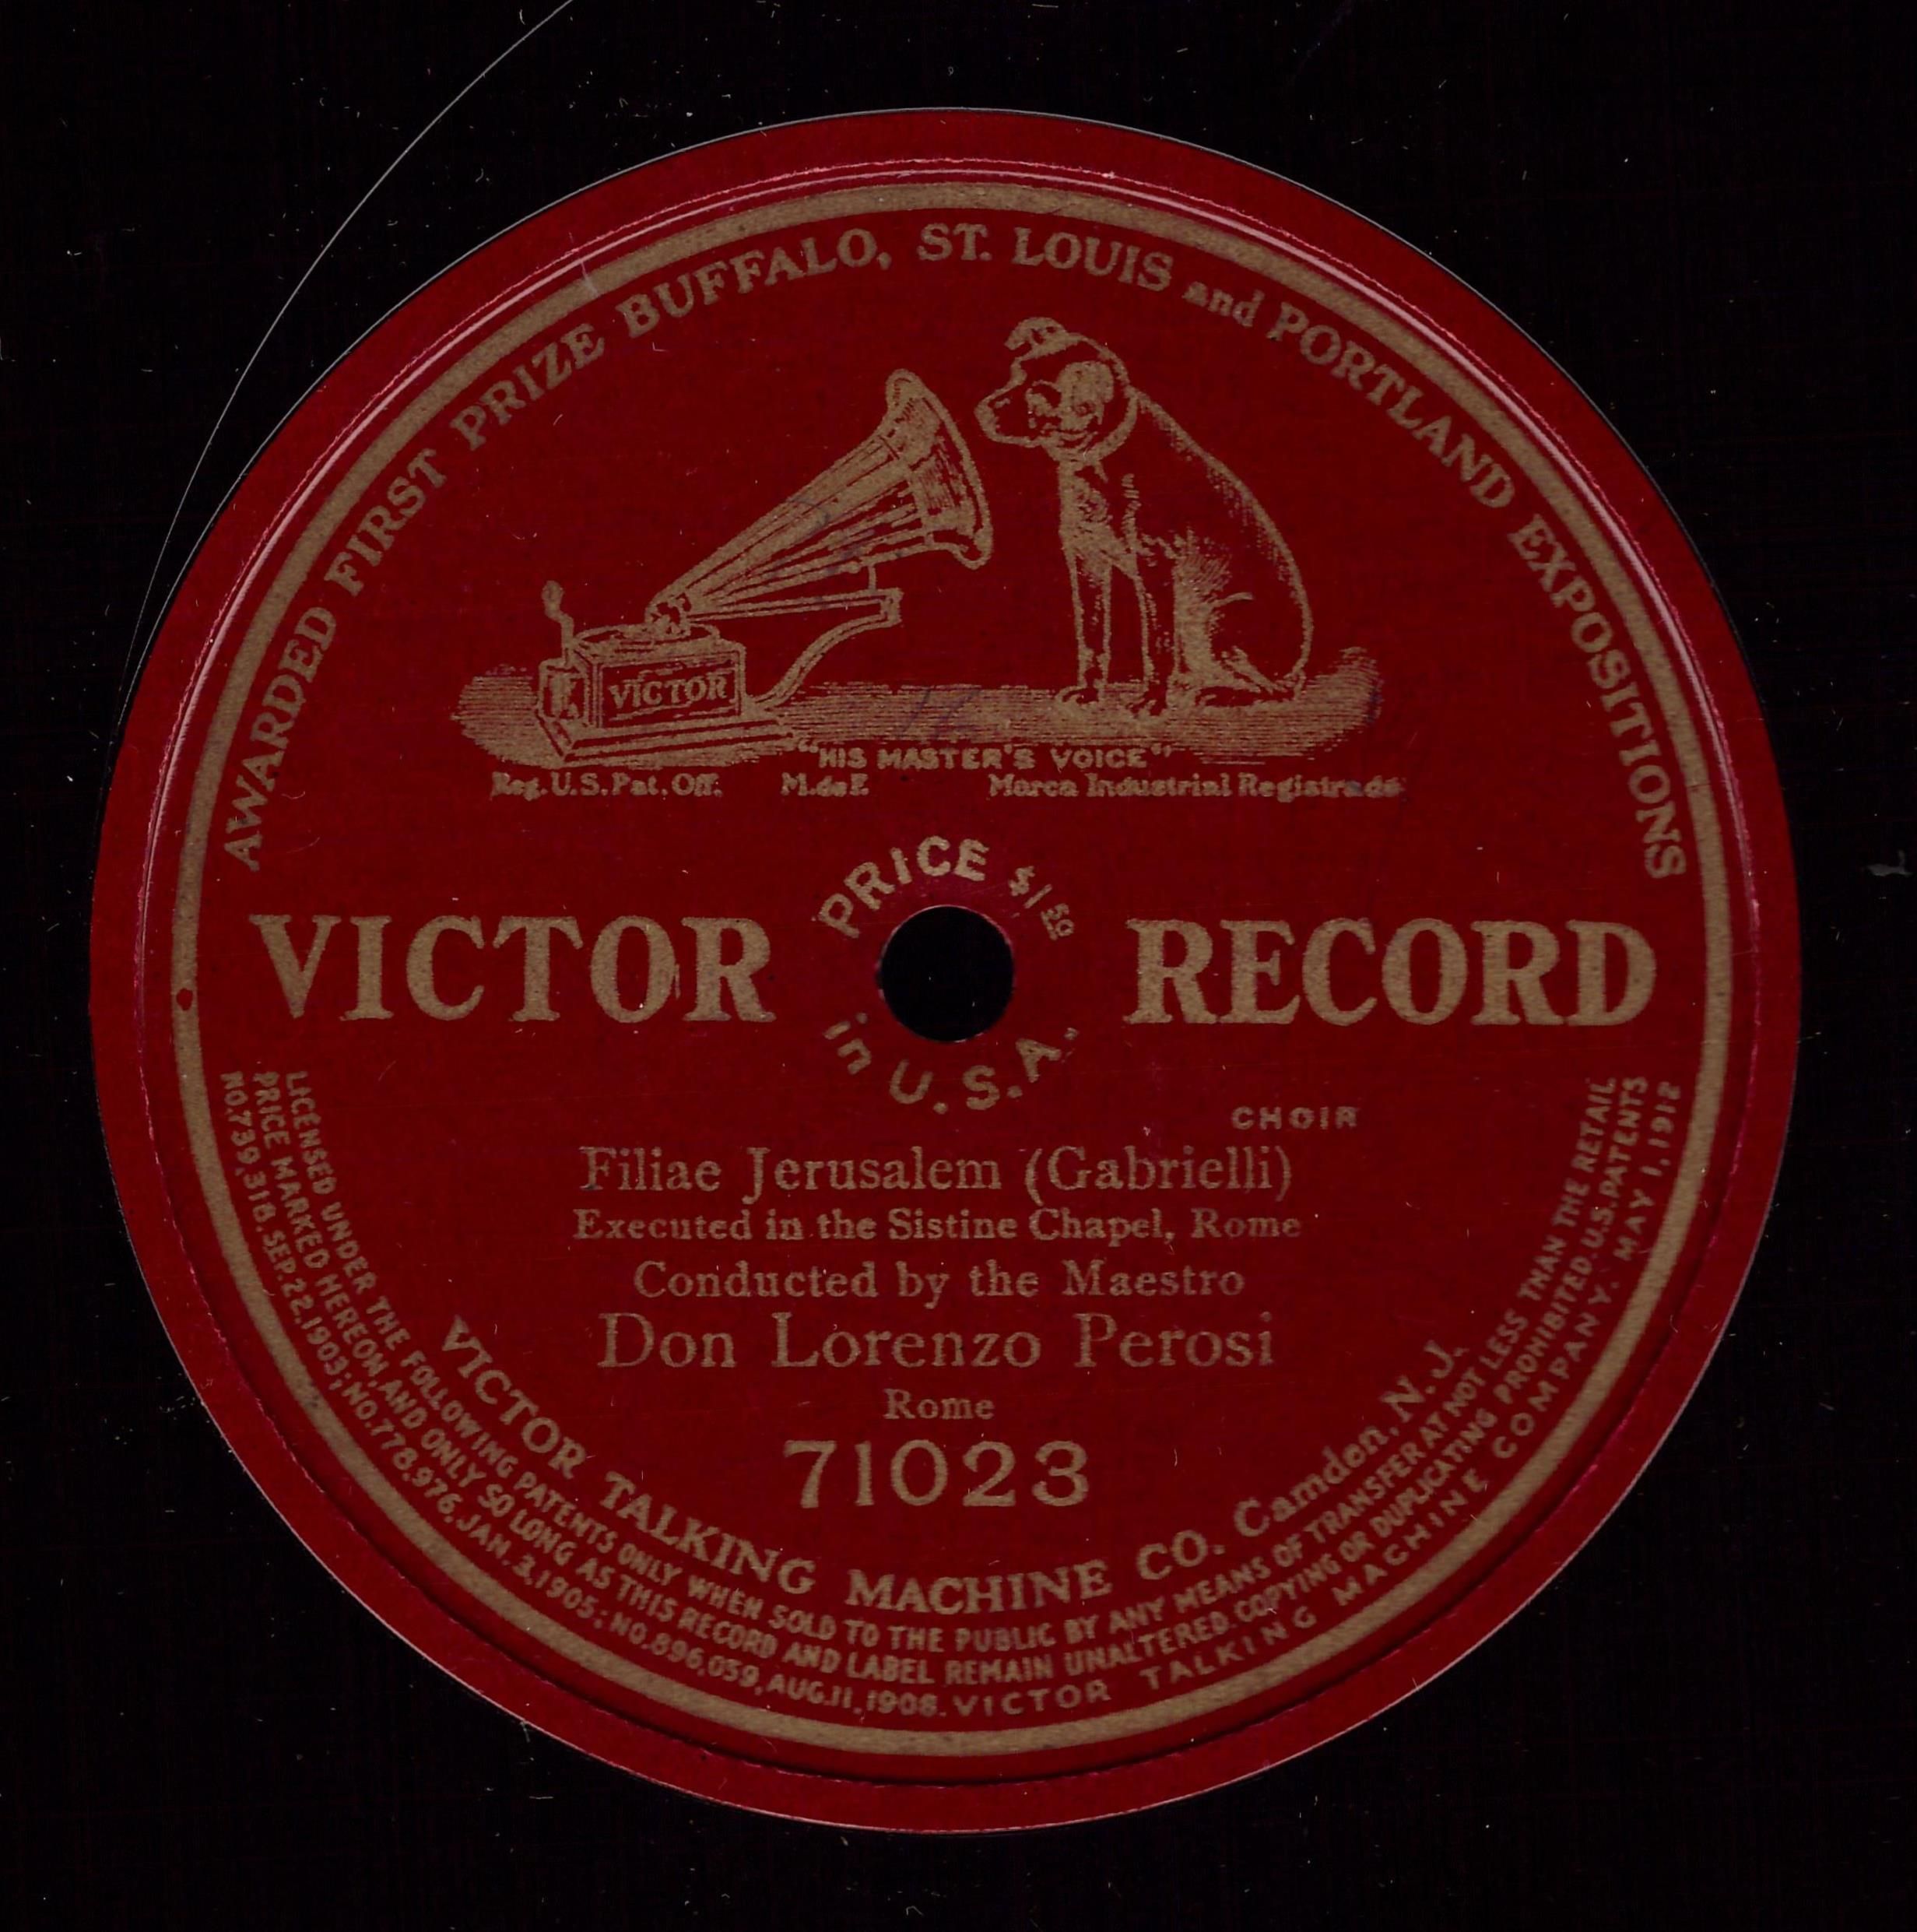 AWARDED FIRST PRIZE BUFFALO, ST. LOUIS and PORTLAND EXPOSITIONS
VICTOR
"HIS MASTER'S VOICE"
Reg. U.S. Pat. Off. M. de F. Marca Industrial Registrada
PRICE $1 50
VICTOR RECORD
in U.S.A.
CHOIR
Filiae Jerusalem (Gabrielli)
Executed in the Sistine Chapel, Rome
Conducted by the Maestro
Don Lorenzo Perosi
Rome
71023
VICTOR TALKING MACHINE CO. Camden, N. J.
LICENSED UNDER THE FOLLOWING PATENTS ONLY WHEN SOLD TO THE PUBLIC BY ANY MEANS OF TRANSFER AT NOT LESS THAN THE RETAIL
PRICE MARKED HEREON, AND ONLY SO LONG AS THIS RECORD AND LABEL REMAIN UNALTERED. COPYING OR DUPLICATING PROHIBITED. U.S. PATENTS
NO. 739,318. SEP. 22, 1903; NO. 778,976, JAN. 3, 1905; NO. 896,059, AUG. 11, 1908. VICTOR TALKING MACHINE COMPANY. MAY 1, 1912